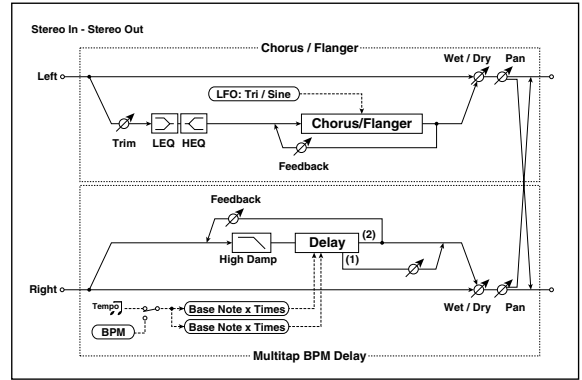 Stereo In - Stereo Out
Chorus / Flanger
Wet / Dry Pan
Left
LFO: Tri / Sine
Chorus/Flanger
Trim LEQ HEQ
Feedback
Feedback
High Damp
Delay
(2)
(1)
Right
Wet / Dry Pan
Tempo
BPM
Base Note x Times
Base Note x Times
Multitap BPM Delay